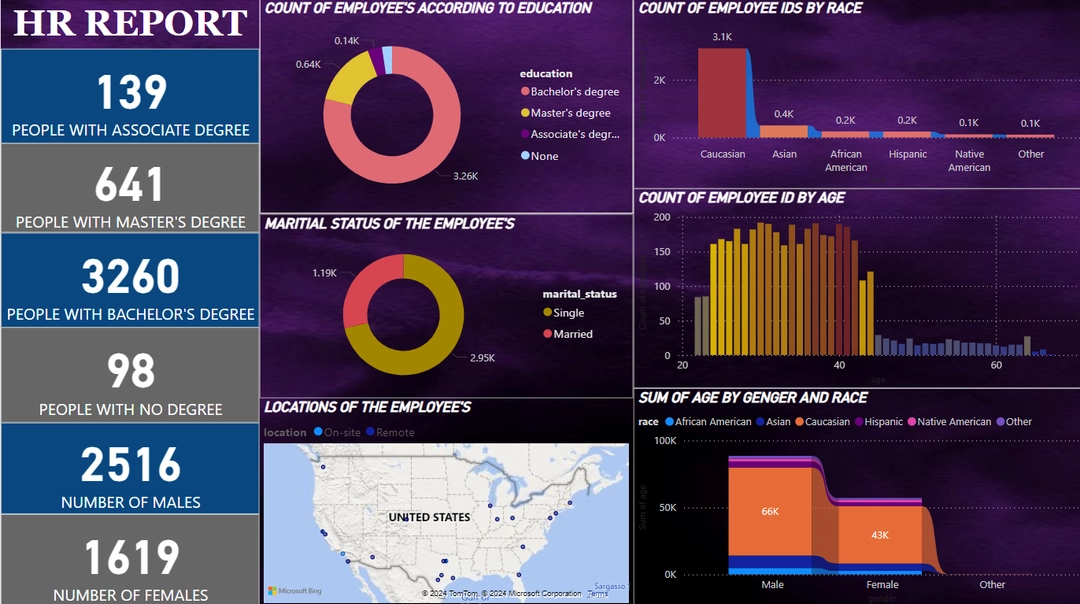 HR REPORT
139
PEOPLE WITH ASSOCIATE DEGREE
641
PEOPLE WITH MASTER'S DEGREE
3260
PEOPLE WITH BACHELOR'S DEGREE
98
PEOPLE WITH NO DEGREE
2516
NUMBER OF MALES
1619
NUMBER OF FEMALES
COUNT OF EMPLOYEE'S ACCORDING TO EDUCATION
0.14K
0.64K
3.26K
education
Bachelor's degree
Master's degree
Associate's degr...
None
MARITIAL STATUS OF THE EMPLOYEE'S
1.19K
2.95K
marital_status
Single
Married
LOCATIONS OF THE EMPLOYEE'S
location On-site Remote
UNITED STATES
Sargasso
Gulf of
Microsoft Bing
© 2024 TomTom, © 2024 Microsoft Corporation Terms
COUNT OF EMPLOYEE IDS BY RACE
2K
0K
3.1K
0.4K
0.2K
0.2K
0.1K
0.1K
Caucasian
Asian
African American
Hispanic
Native American
Other
COUNT OF EMPLOYEE ID BY AGE
200
150
100
50
0
20
40
60
age
SUM OF AGE BY GENGER AND RACE
race African American Asian Caucasian Hispanic Native American Other
100K
50K
0K
Sum of age
66K
43K
Male
Female
Other
gender